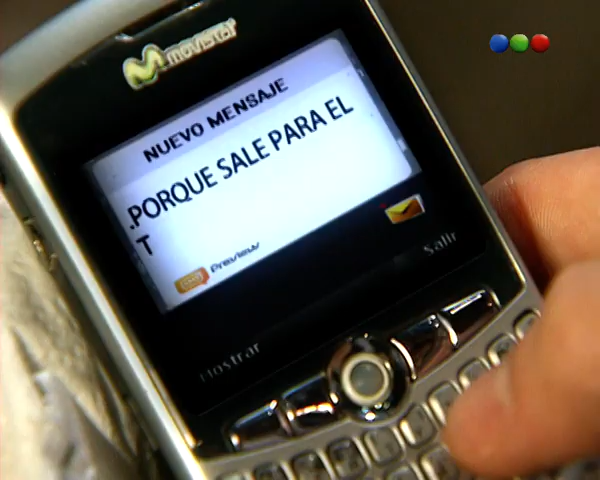 movistar
NUEVO MENSAJE
.PORQUE SALE PARA EL
T
Preview
Salir
Mostrar